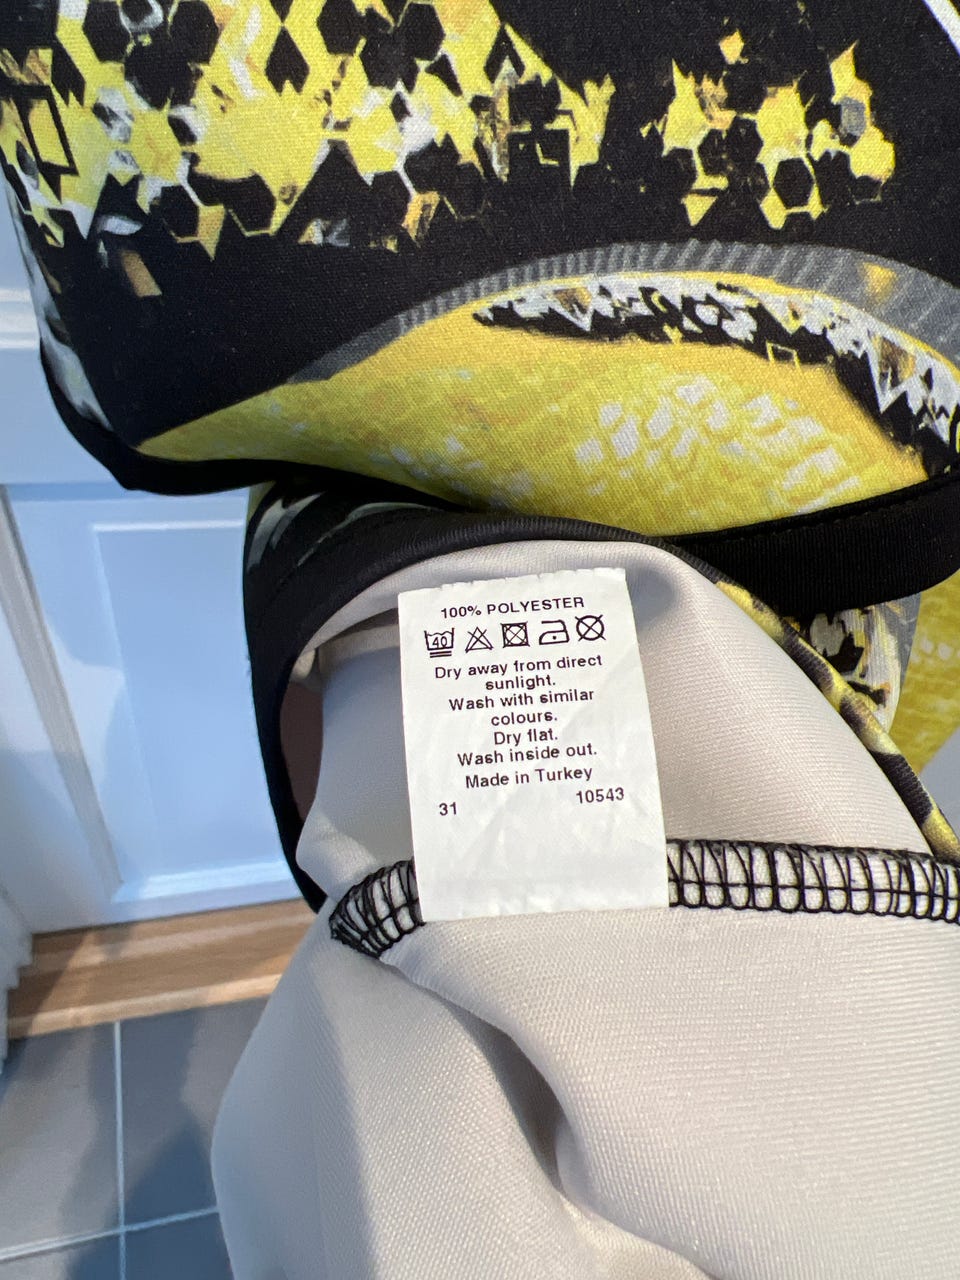 100% POLYESTER
40
Dry away from direct
sunlight.
Wash with similar
colours.
Dry flat.
Wash inside out.
Made in Turkey
31 10543